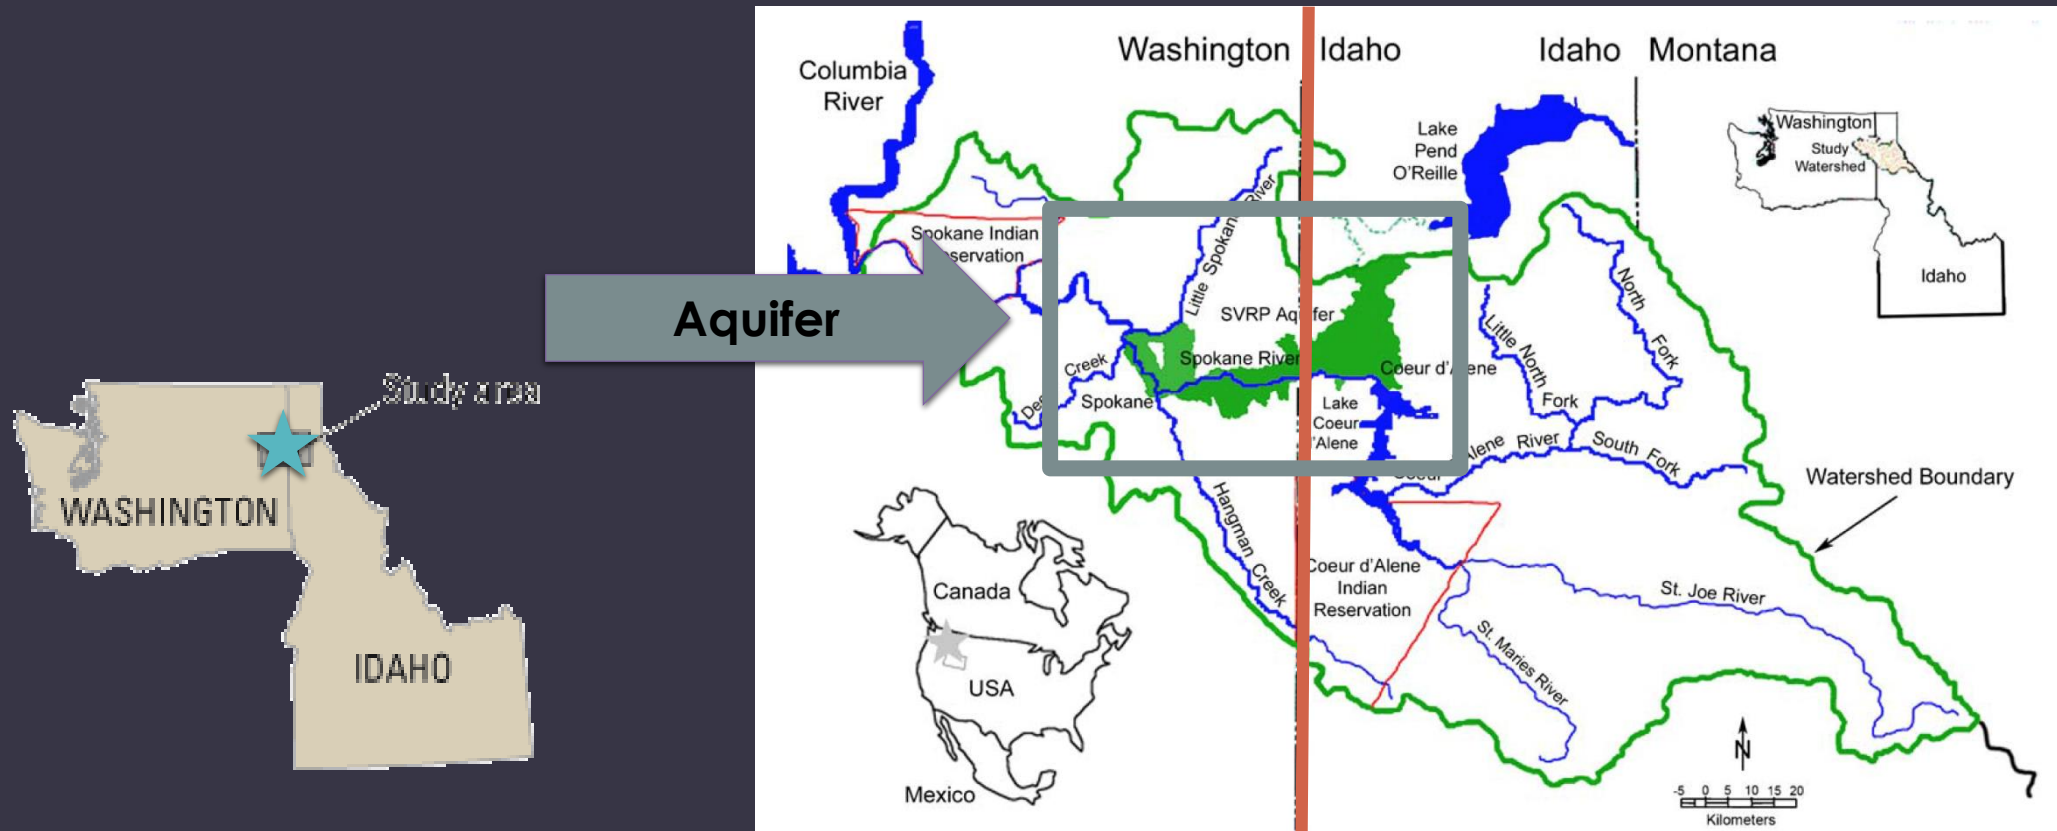 Washington
Idaho
Idaho
Montana
Columbia
River
Lake
Pend
O'Reille
Washington
Study
Watershed
Idaho
Spokane Indian
Little Spokane River
SVRP Aquifer
Aquifer
Spokane River
Creek
Coeur d'Alene
Spokane
Lake
Coeur
North
Fork
Little North
Fork
River
South Fork
Watershed Boundary
Study area
WASHINGTON
IDAHO
Hangman Creek
Indian
Reservation
St. Joe River
St. Maries River
Canada
USA
Mexico
N
-5 0 5 10 15 20
Kilometers